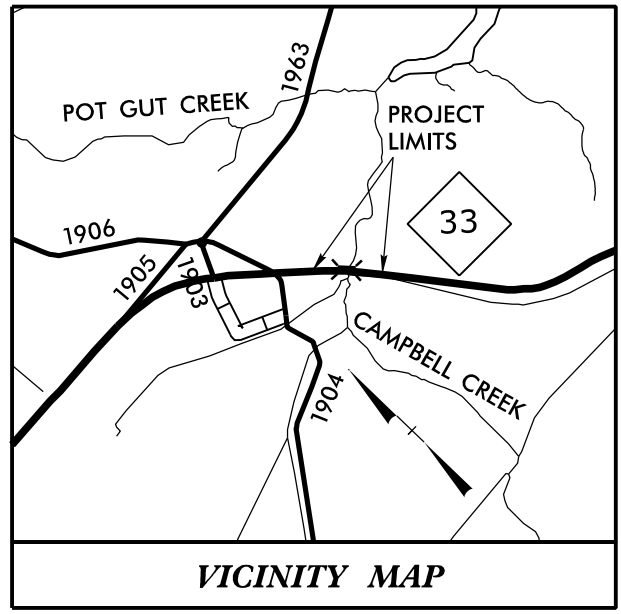 1963
POT GUT CREEK
PROJECT
LIMITS
33
1906
1905
1903
CAMPBELL CREEK
1904
VICINITY MAP